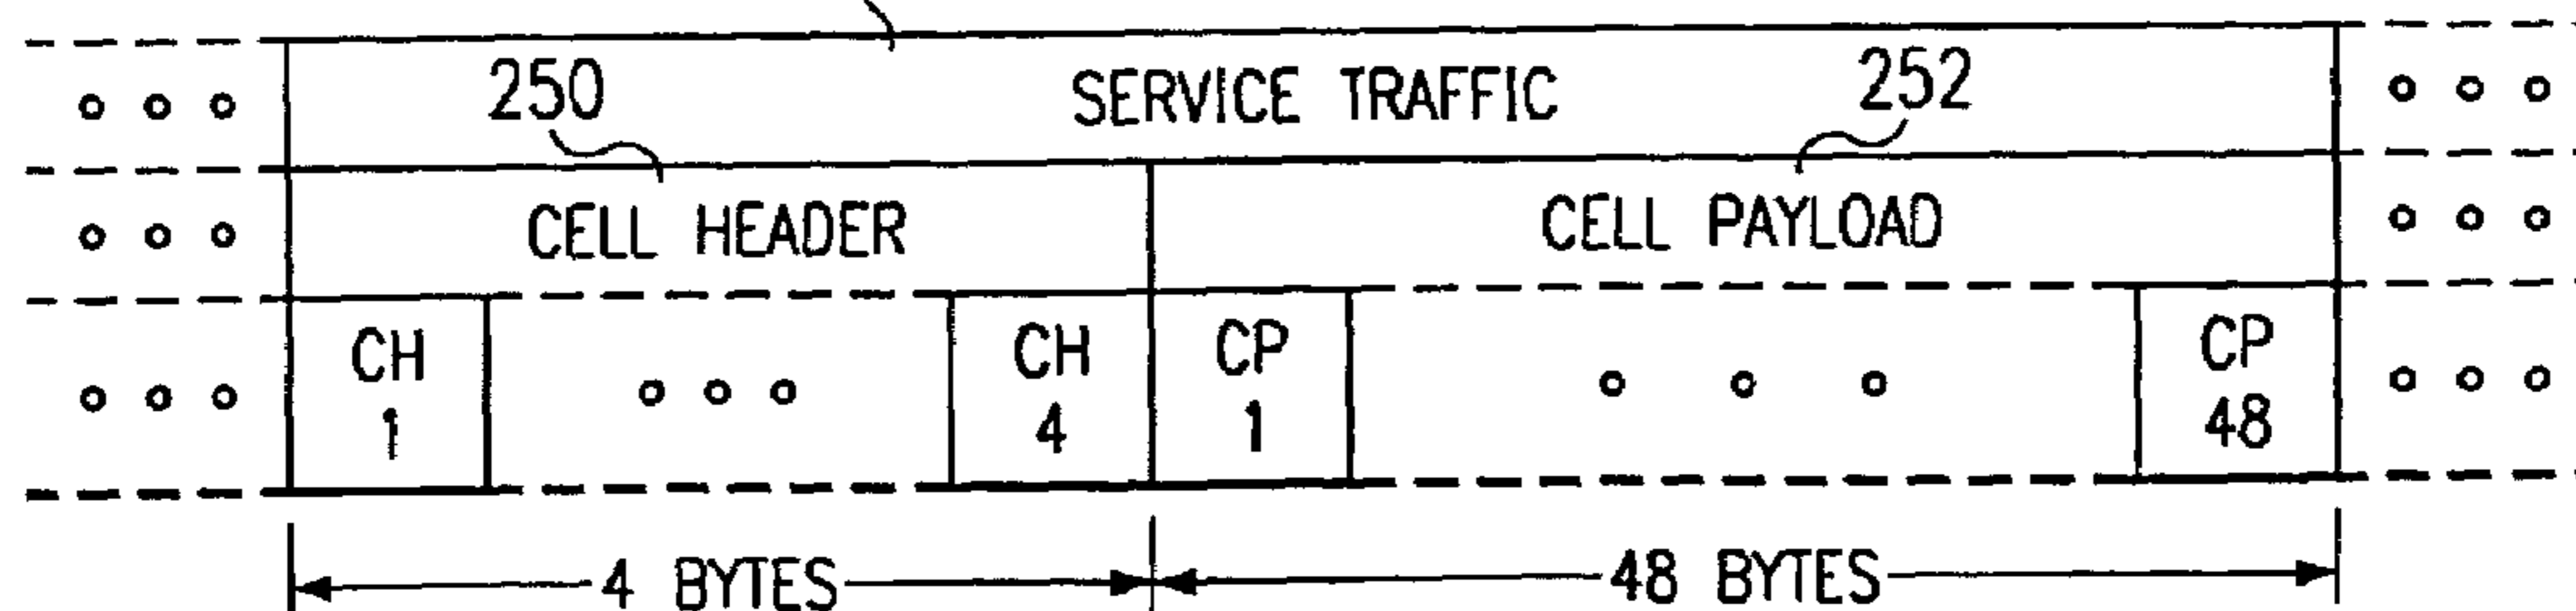 250 SERVICE TRAFFIC 252
CELL HEADER CELL PAYLOAD
CH 1 CH 4 CP 1 CP 48
4 BYTES 48 BYTES